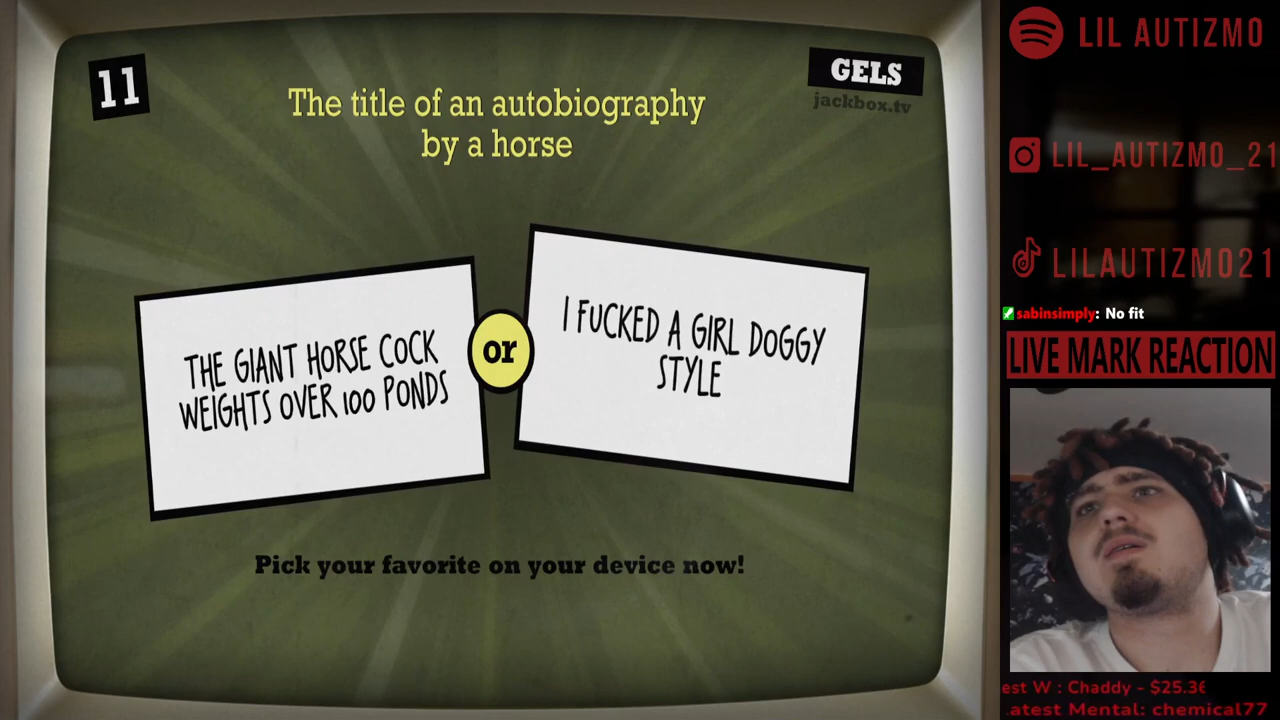 11
The title of an autobiography
by a horse
GELS
jackbox.tv
THE GIANT HORSE COCK
WEIGHTS OVER 100 PONDS
or
I FUCKED A GIRL DOGGY
STYLE
Pick your favorite on your device now!
LIL AUTIZMO
LIL_AUTIZMO_21
LILAUTIZMO21
sabinsimply: No fit
LIVE MARK REACTION
est W : Chaddy - $25.36
atest Mental: chemical77